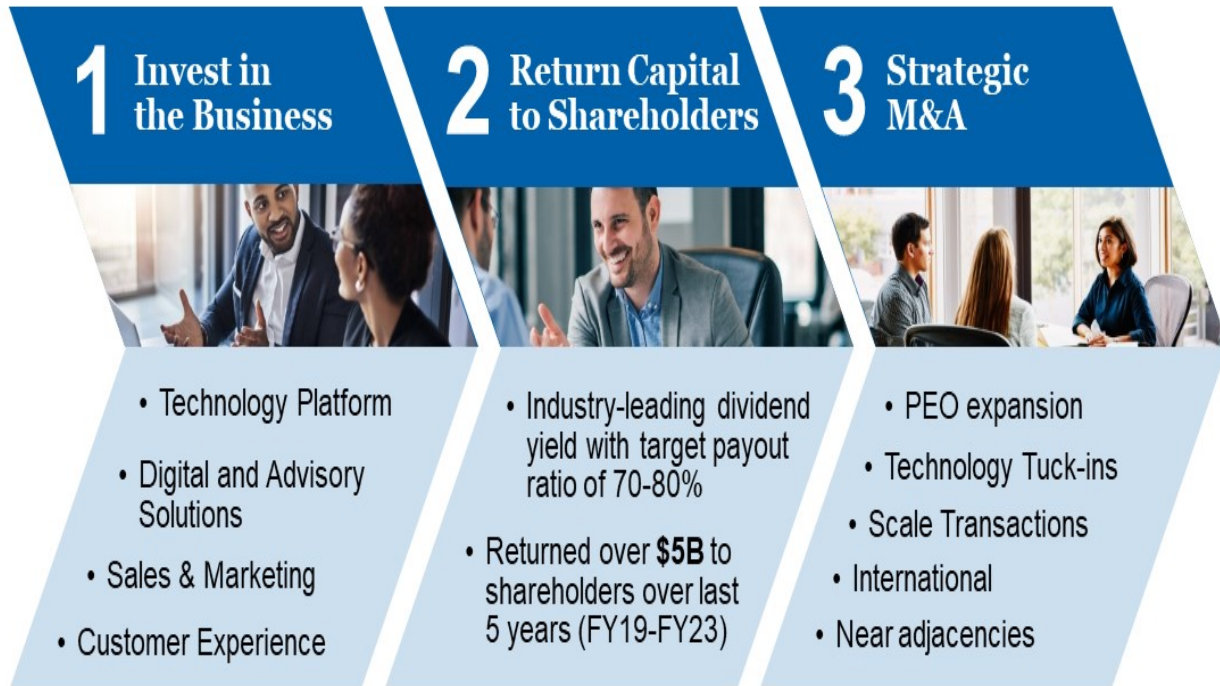 1 Invest in
the Business
• Technology Platform
• Digital and Advisory
Solutions
• Sales & Marketing
• Customer Experience
2 Return Capital
to Shareholders
• Industry-leading dividend
yield with target payout
ratio of 70-80%
• Returned over $5B to
shareholders over last
5 years (FY19-FY23)
3 Strategic
M&A
• PEO expansion
• Technology Tuck-ins
• Scale Transactions
• International
• Near adjacencies